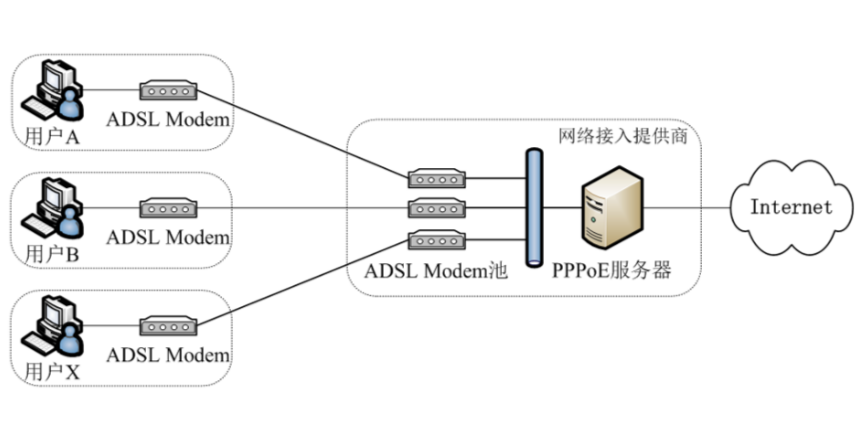 用户A
ADSL Modem
用户B
ADSL Modem
用户X
ADSL Modem
网络接入提供商
ADSL Modem池
PPPoE服务器
Internet